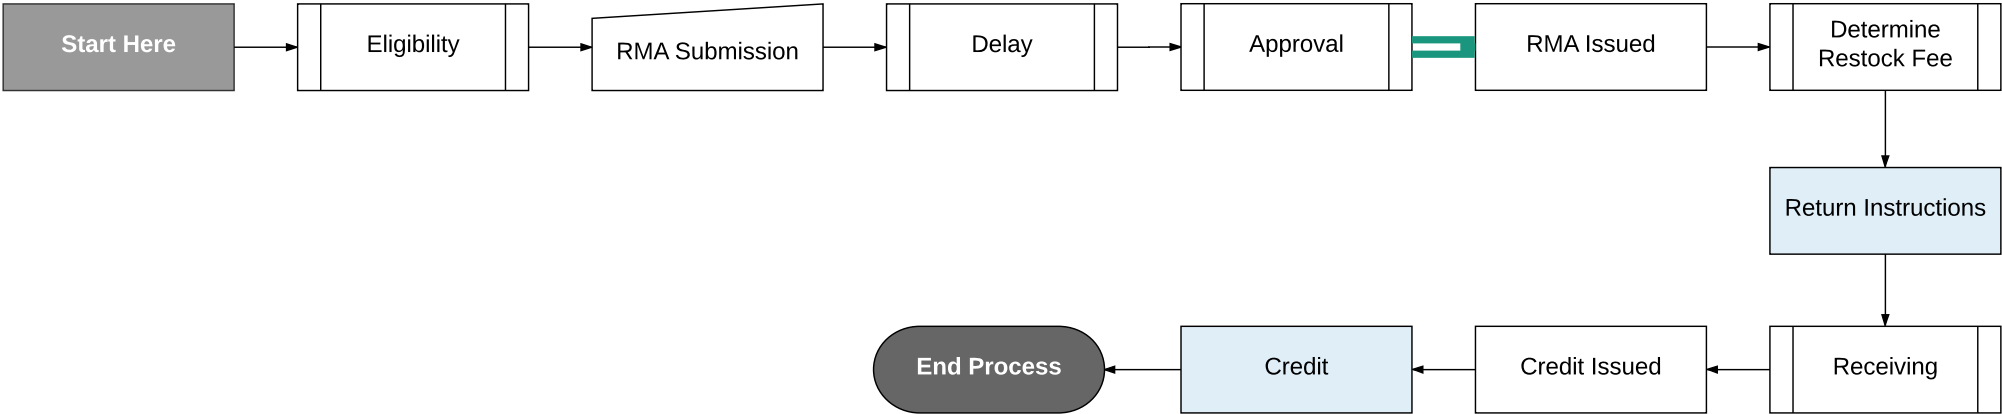 Start Here
Eligibility
RMA Submission
Delay
Approval
RMA Issued
Determine
Restock Fee
Return Instructions
Receiving
Credit Issued
Credit
End Process